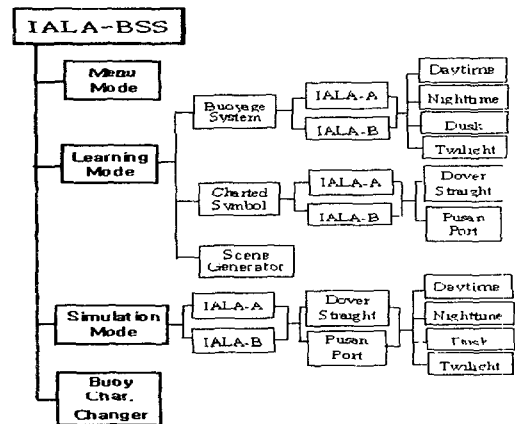 IALA-BSS
Menu
Mode
Learning
Mode
Buoyage
System
IALA-A
IALA-B
Daytime
Nighttime
Dusk
Twilight
Charted
Symbol
IALA-A
IALA-B
Dover
Straight
Pusan
Port
Scene
Generator
Simulation
Mode
IALA-A
IALA-B
Dover
Straight
Pusan
Port
Daytime
Nighttime
Dusk
Twilight
Buoy
Char.
Changer